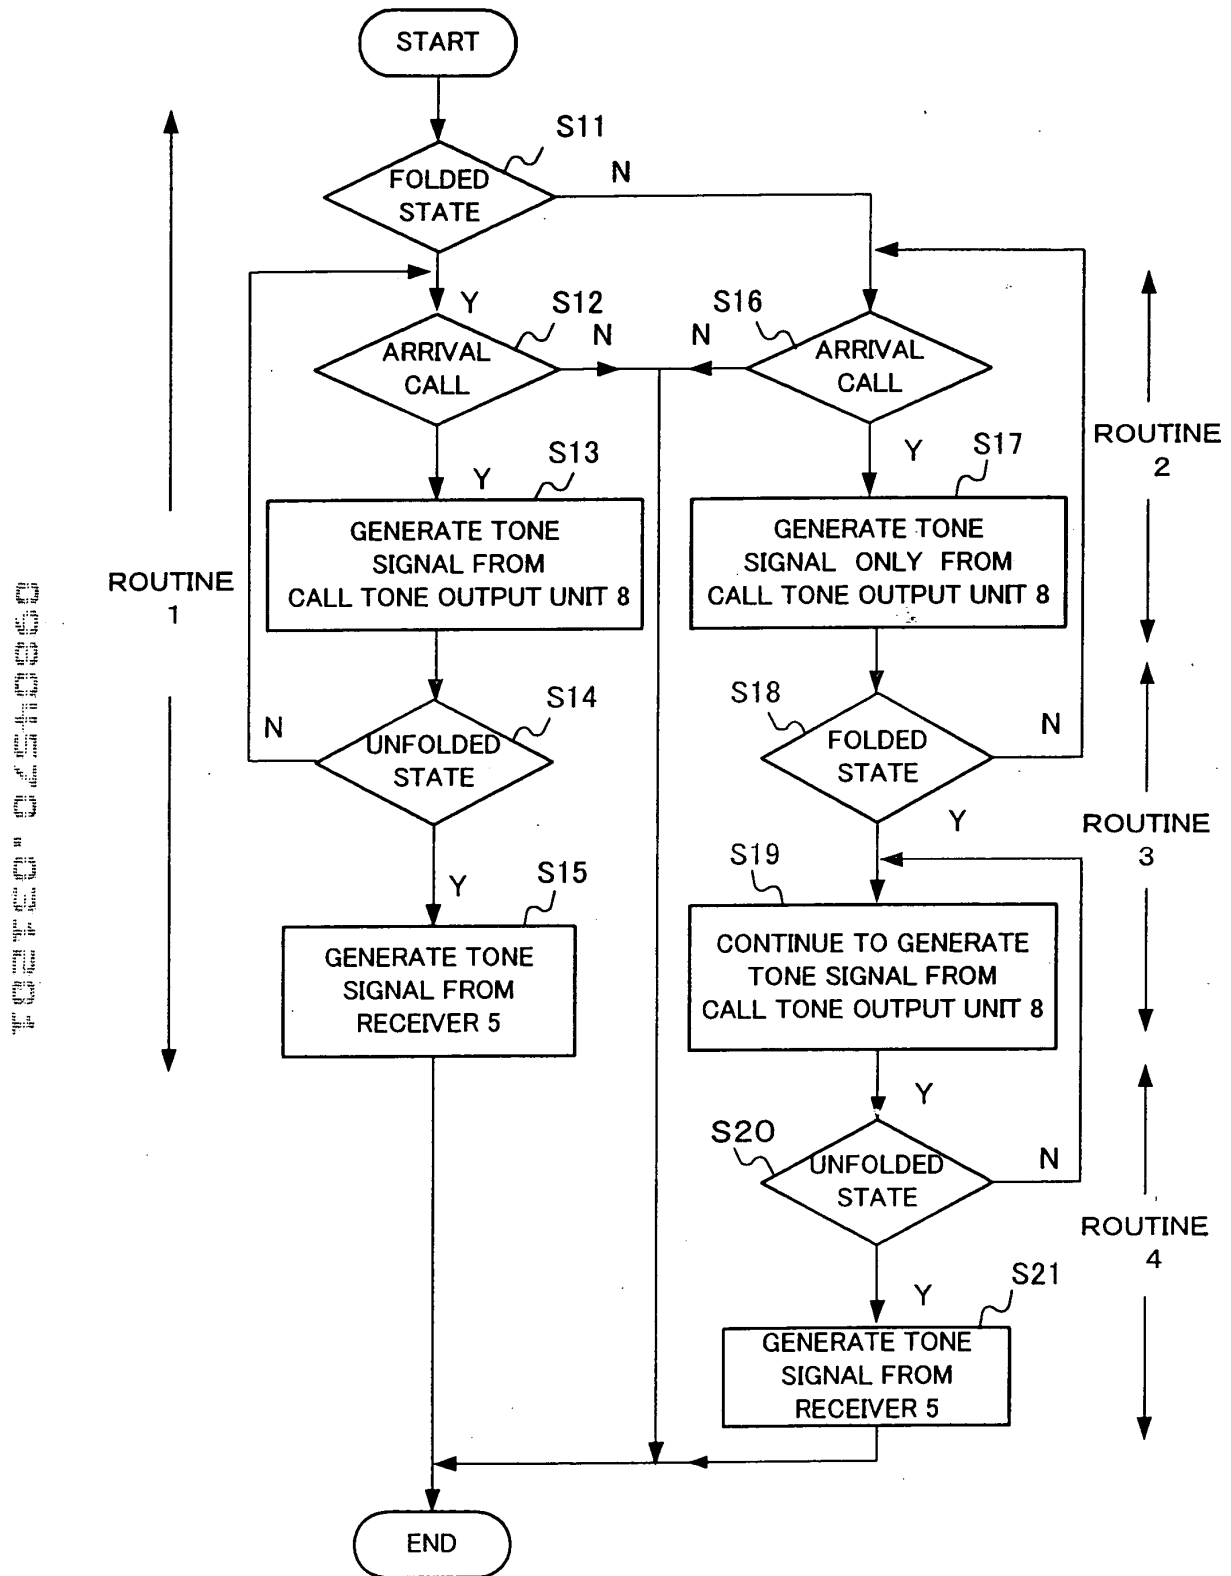 START
S11
FOLDED
STATE
N
Y
S12
ARRIVAL
CALL
N
S16
ARRIVAL
CALL
N
Y
S13
GENERATE TONE
SIGNAL FROM
CALL TONE OUTPUT UNIT 8
Y
S17
GENERATE TONE
SIGNAL ONLY FROM
CALL TONE OUTPUT UNIT 8
ROUTINE
1
ROUTINE
2
S14
UNFOLDED
STATE
N
Y
S18
FOLDED
STATE
N
Y
ROUTINE
3
S15
GENERATE TONE
SIGNAL FROM
RECEIVER 5
S19
CONTINUE TO GENERATE
TONE SIGNAL FROM
CALL TONE OUTPUT UNIT 8
Y
S20
UNFOLDED
STATE
N
Y
ROUTINE
4
S21
GENERATE TONE
SIGNAL FROM
RECEIVER 5
END